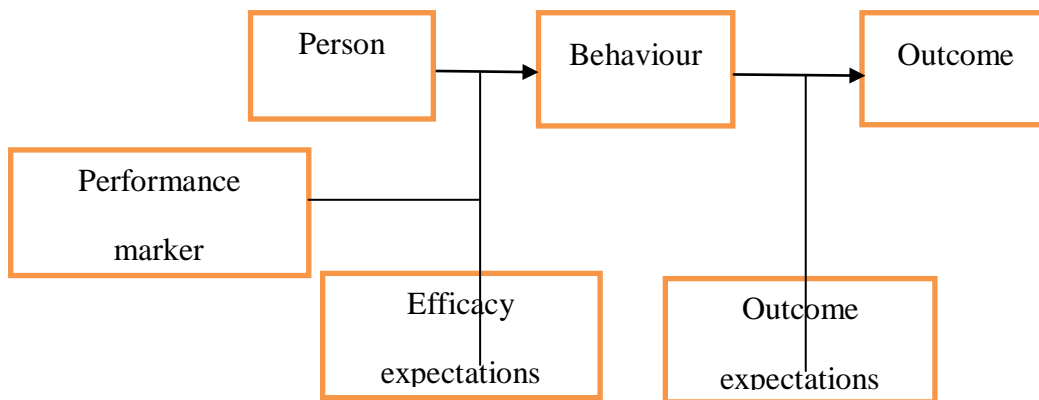 Person
Behaviour
Outcome
Performance
marker
Efficacy
expectations
Outcome
expectations